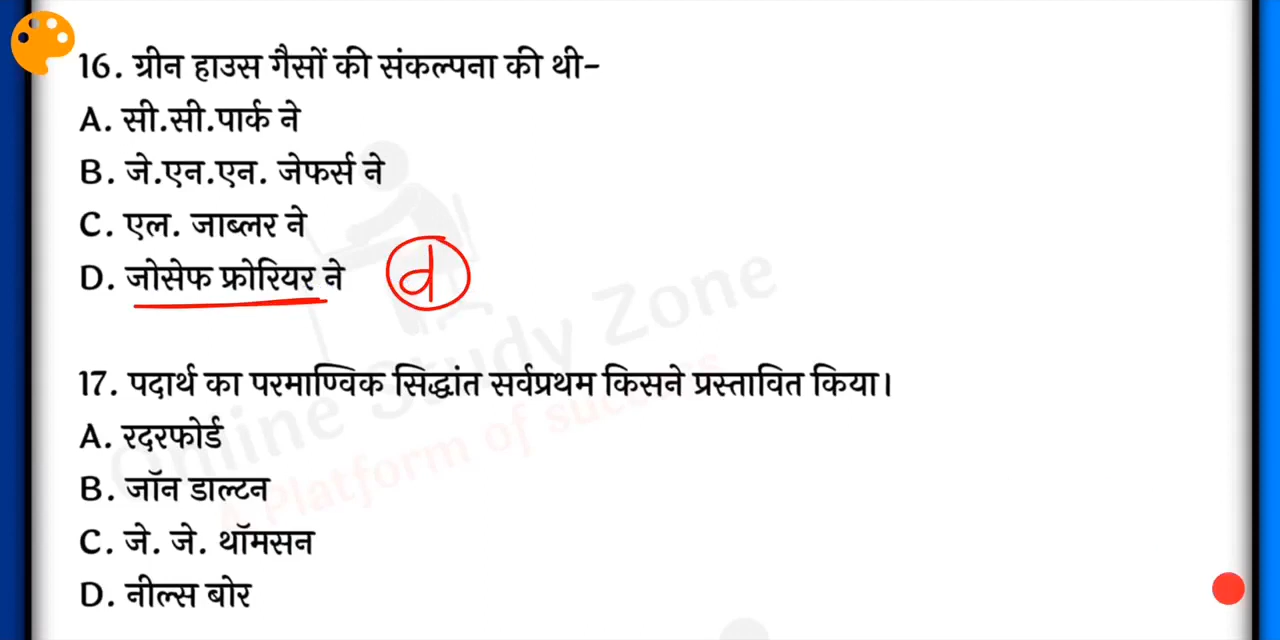 16. ग्रीन हाउस गैसों की संकल्पना की थी-
A. सी.सी.पार्क ने
B. जे.एन.एन. जेफर्स ने
C. एल. जाब्लर ने
D. जोसेफ फ्रोरियर ने
d
17. पदार्थ का परमाण्विक सिद्धांत सर्वप्रथम किसने प्रस्तावित किया।
A. रदरफोर्ड
B. जॉन डाल्टन
C. जे. जे. थॉमसन
D. नील्स बोर
Online Study Zone
A Platform of success